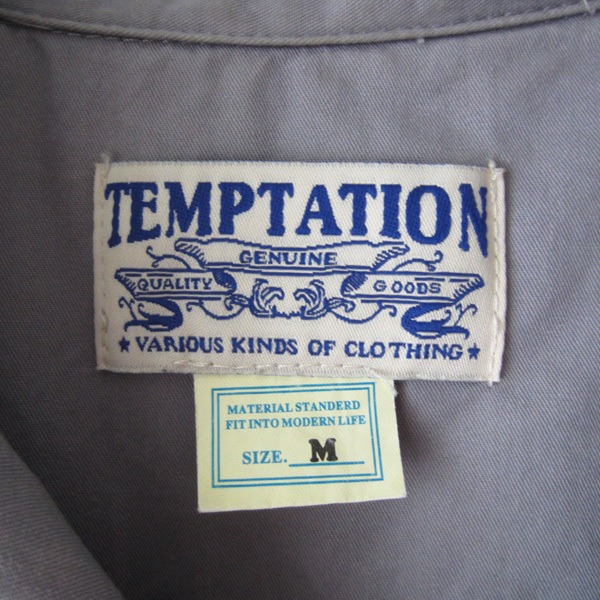 TEMPTATION
GENUINE
QUALITY GOODS
★ VARIOUS KINDS OF CLOTHING ★
MATERIAL STANDERD
FIT INTO MODERN LIFE
SIZE. M